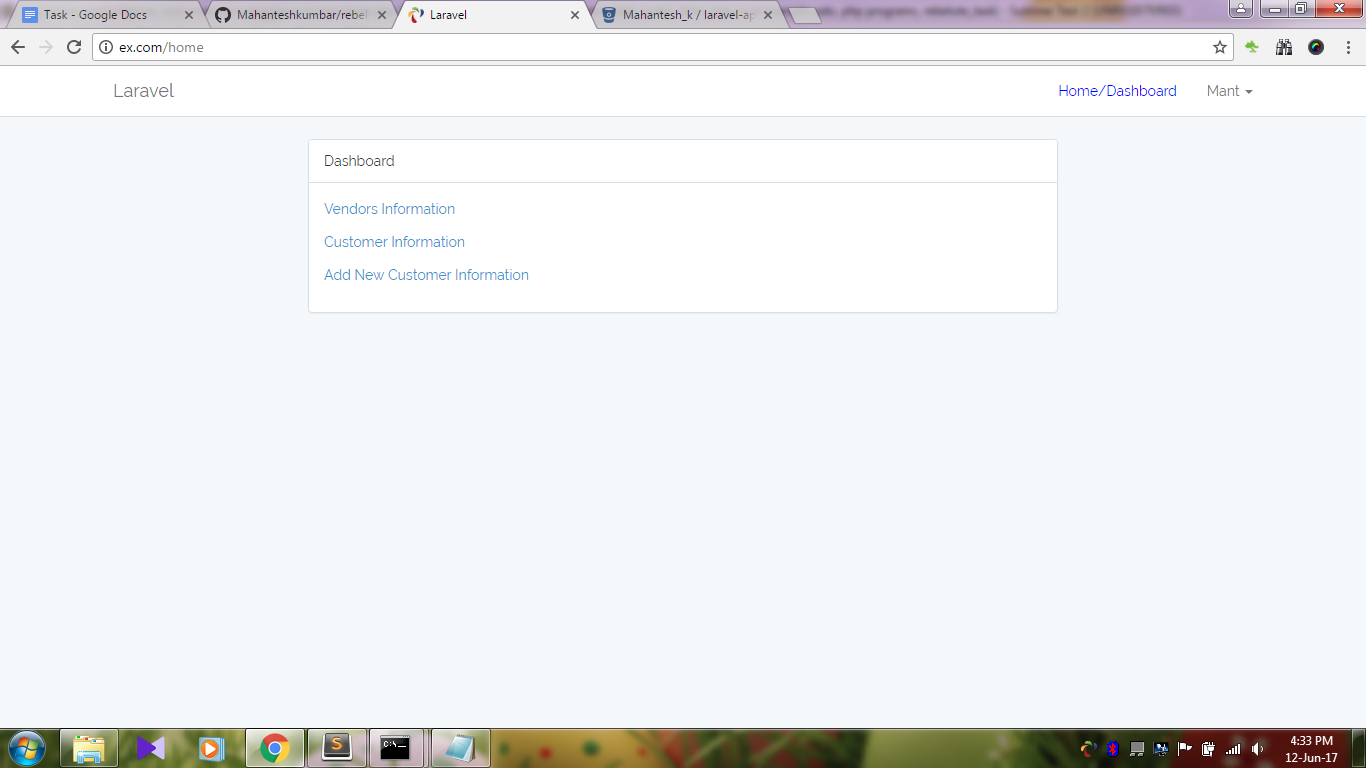 Task - Google Docs
Mahanteshkumbar/rebel
Laravel
Mahantesh_k / laravel-ap
ex.com/home
Laravel
Home/Dashboard
Mant
Dashboard
Vendors Information
Customer Information
Add New Customer Information
C:\_
4:33 PM
12-Jun-17